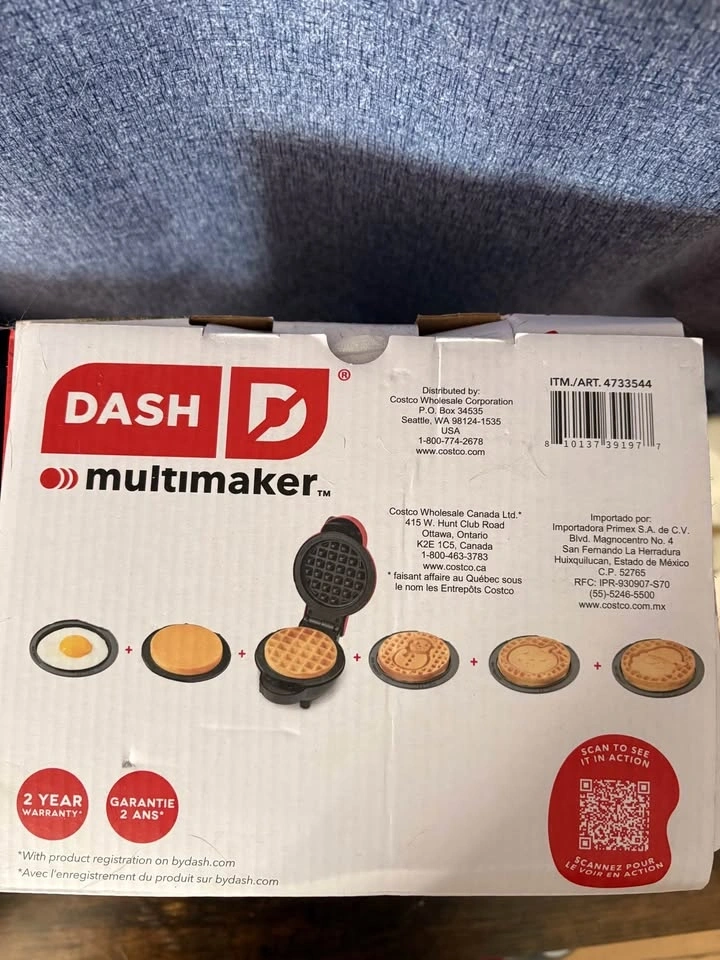 DASH D®
multimaker™
Distributed by:
Costco Wholesale Corporation
P.O. Box 34535
Seattle, WA 98124-1535
USA
1-800-774-2678
www.costco.com
ITM./ART. 4733544
8 10137 39197 7
Costco Wholesale Canada Ltd.*
415 W. Hunt Club Road
Ottawa, Ontario
K2E 1C5, Canada
1-800-463-3783
www.costco.ca
* faisant affaire au Québec sous
le nom les Entrepôts Costco
Importado por:
Importadora Primex S.A. de C.V.
Blvd. Magnocentro No. 4
San Fernando La Herradura
Huixquilucan, Estado de México
C.P. 52765
RFC: IPR-930907-S70
(55)-5246-5500
www.costco.com.mx
+ + + + +
2 YEAR
WARRANTY*
GARANTIE
2 ANS*
*With product registration on bydash.com
*Avec l'enregistrement du produit sur bydash.com
SCAN TO SEE
IT IN ACTION
SCANNEZ POUR
LE VOIR EN ACTION